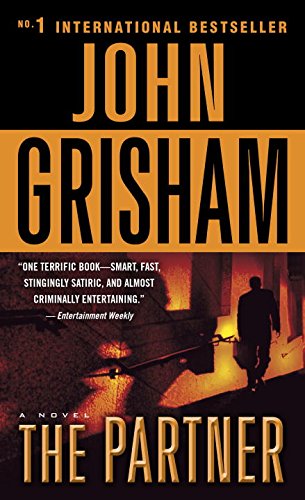 NO. 1 INTERNATIONAL BESTSELLER
JOHN
GRISHAM
"ONE TERRIFIC BOOK—SMART, FAST,
STINGINGLY SATIRIC, AND ALMOST
CRIMINALLY ENTERTAINING."
— Entertainment Weekly
A NOVEL
THE PARTNER